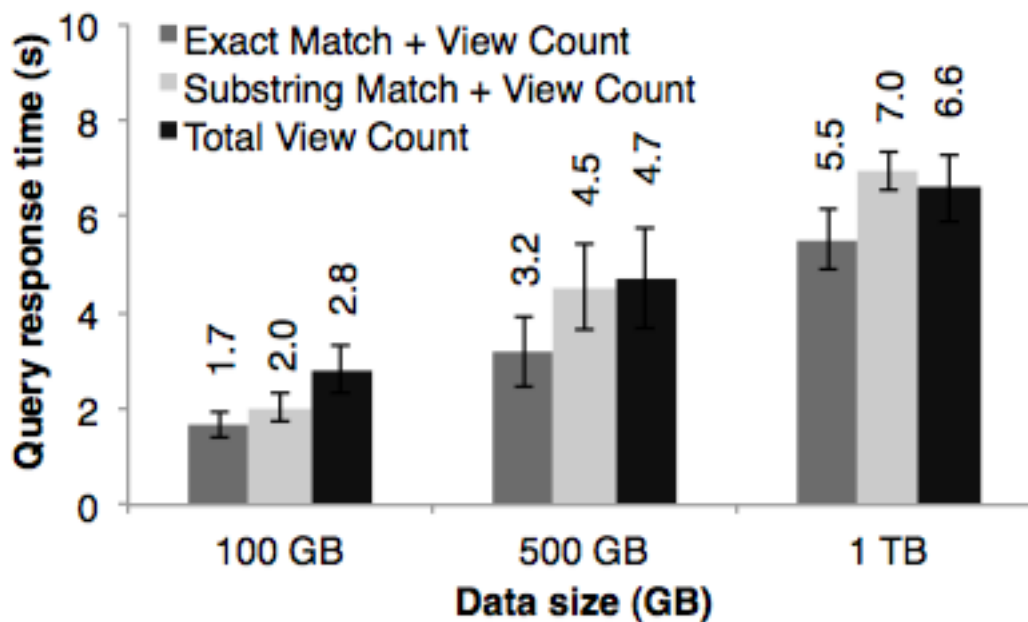 Query response time (s)
10
8
6
4
2
0
Exact Match + View Count
Substring Match + View Count
Total View Count
1.7
2.0
2.8
3.2
4.5
4.7
5.5
7.0
6.6
100 GB
500 GB
1 TB
Data size (GB)